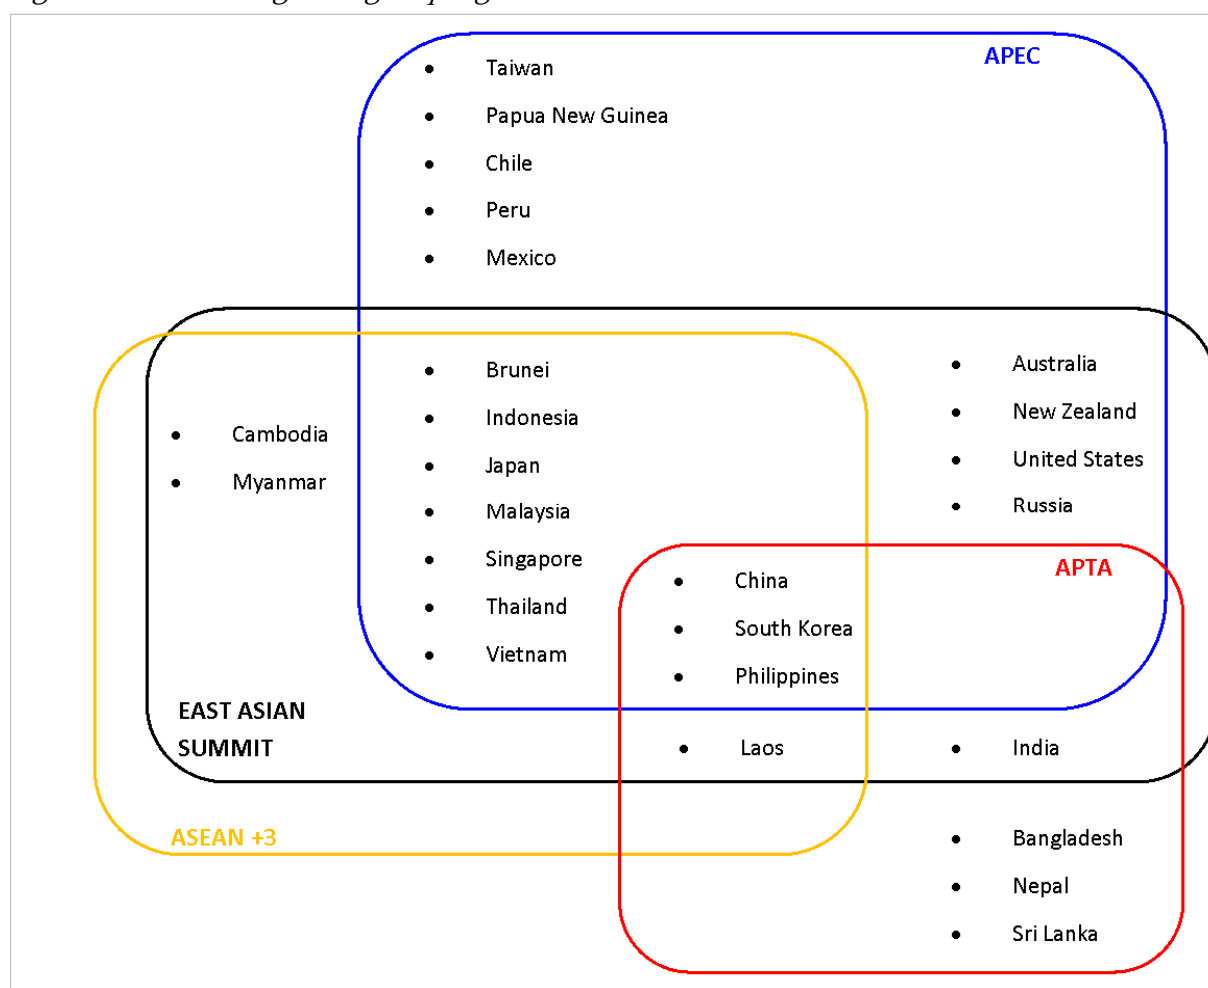 APEC
• Taiwan
• Papua New Guinea
• Chile
• Peru
• Mexico
• Brunei
• Indonesia
• Japan
• Malaysia
• Singapore
• Thailand
• Vietnam
• Australia
• New Zealand
• United States
• Russia
• Cambodia
• Myanmar
APTA
• China
• South Korea
• Philippines
EAST ASIAN
SUMMIT
• Laos
• India
ASEAN +3
• Bangladesh
• Nepal
• Sri Lanka